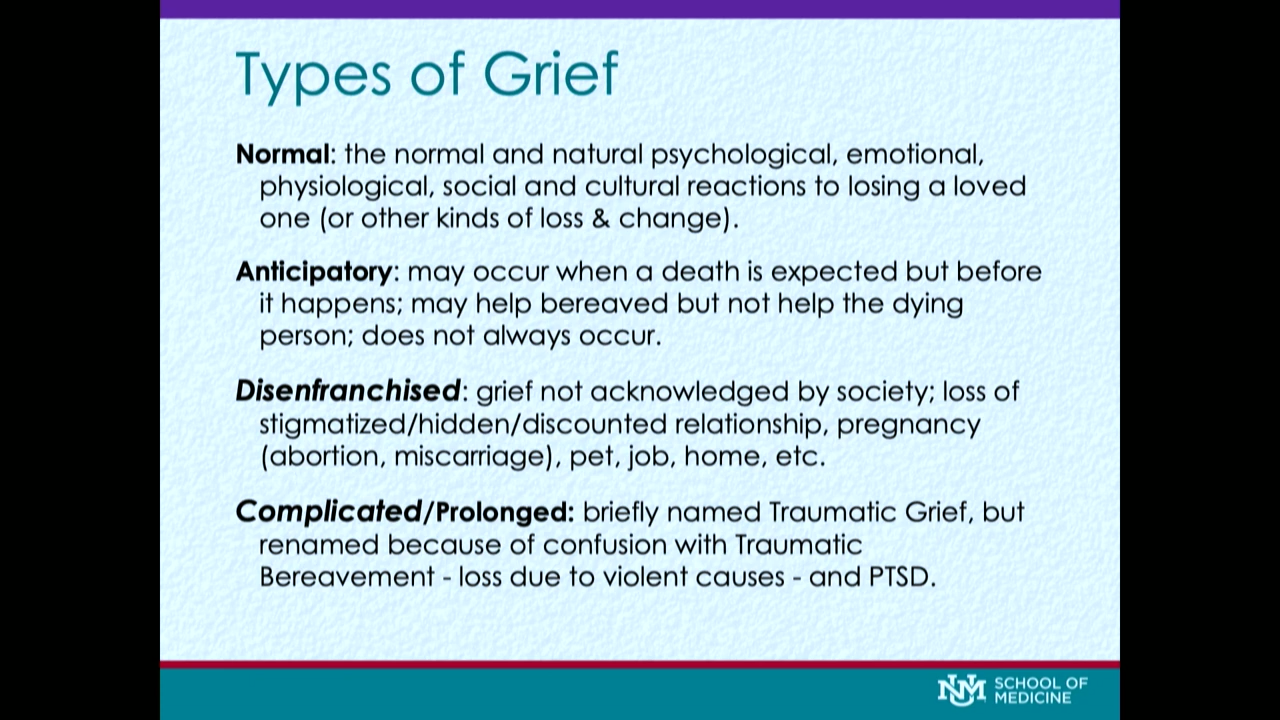 Types of Grief
Normal: the normal and natural psychological, emotional,
physiological, social and cultural reactions to losing a loved
one (or other kinds of loss & change).
Anticipatory: may occur when a death is expected but before
it happens; may help bereaved but not help the dying
person; does not always occur.
Disenfranchised: grief not acknowledged by society; loss of
stigmatized/hidden/discounted relationship, pregnancy
(abortion, miscarriage), pet, job, home, etc.
Complicated/Prolonged: briefly named Traumatic Grief, but
renamed because of confusion with Traumatic
Bereavement - loss due to violent causes - and PTSD.
UNM SCHOOL OF
MEDICINE